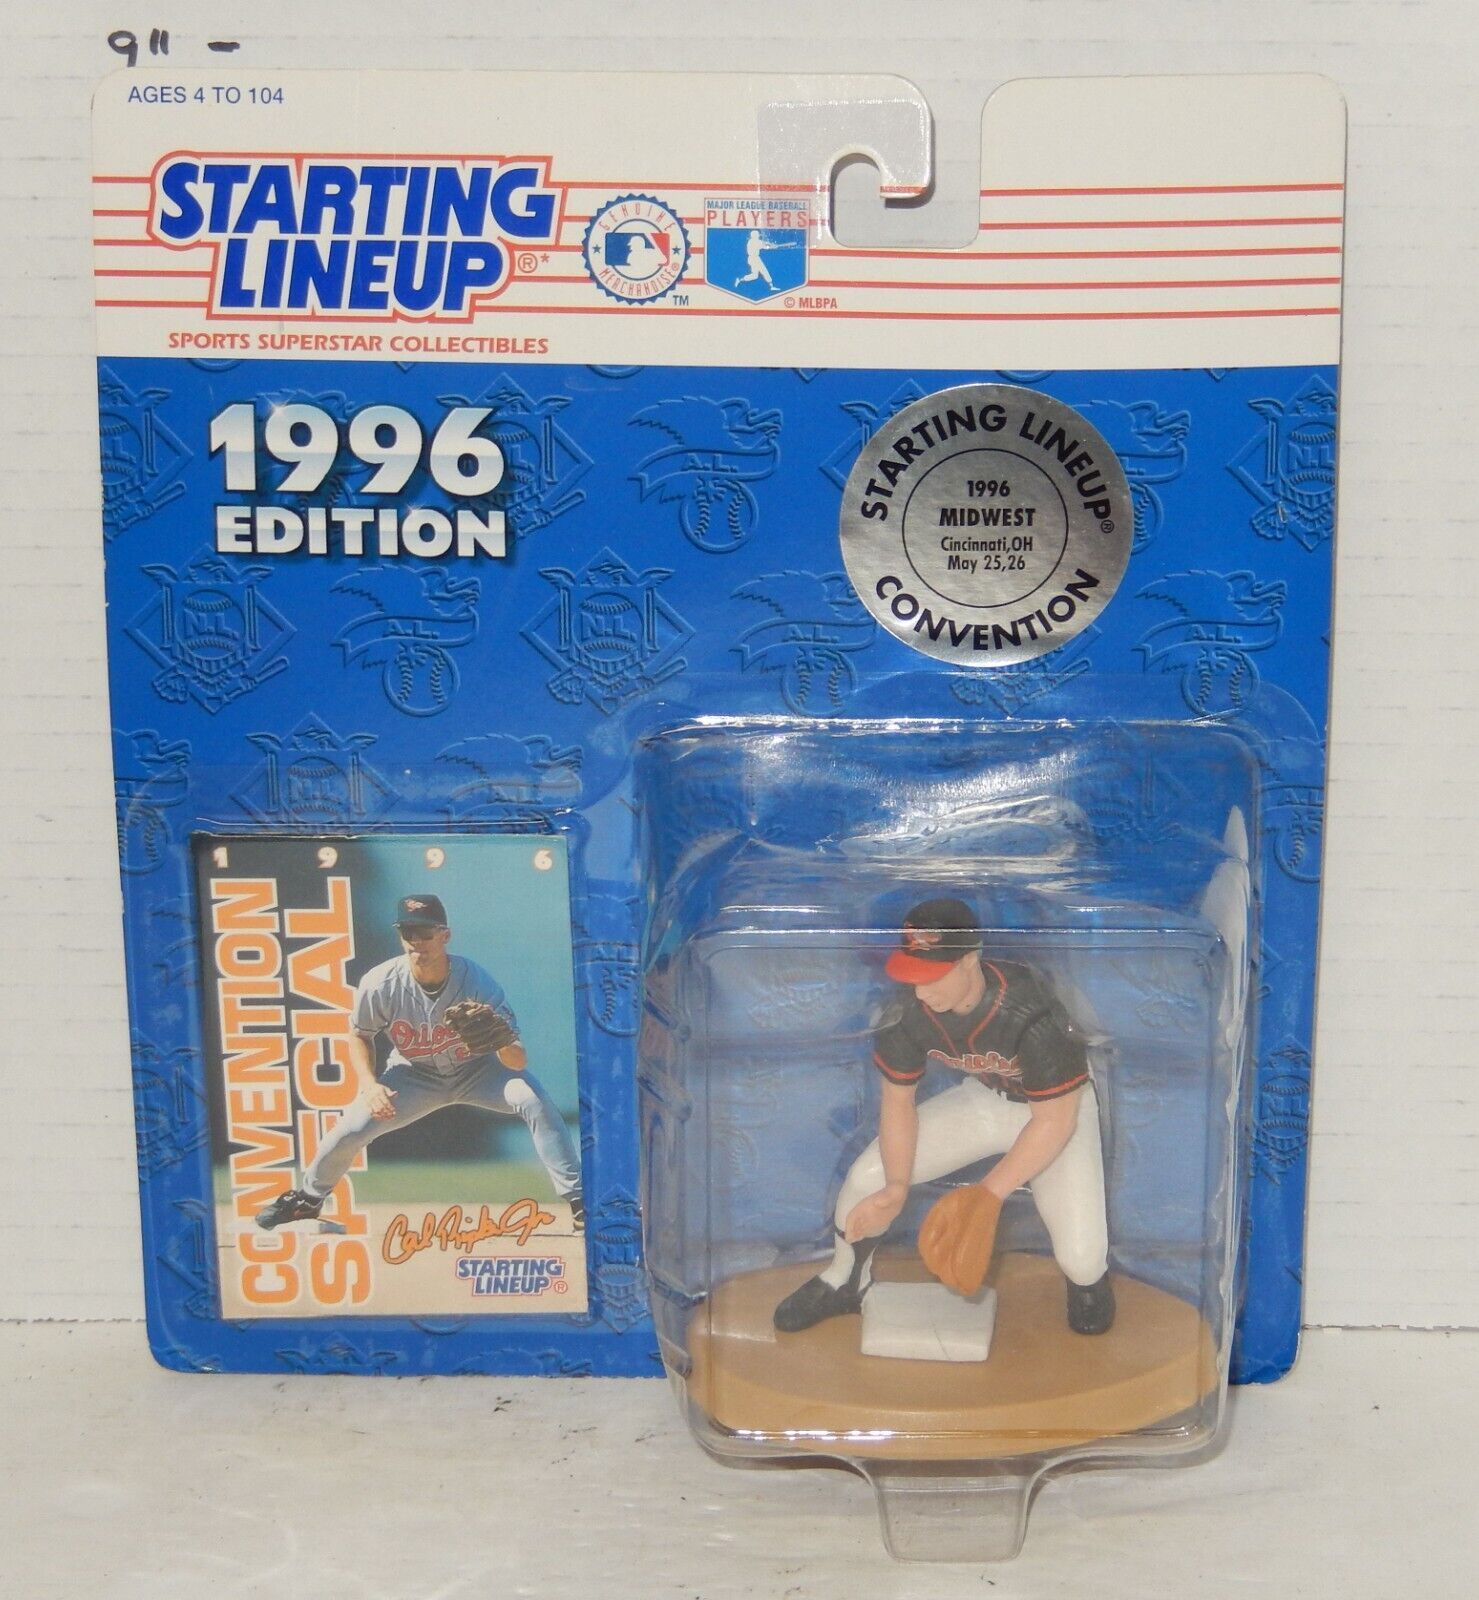 9" -
AGES 4 TO 104
STARTING
LINEUP®*
SPORTS SUPERSTAR COLLECTIBLES
GENUINE
MERCHANDISE®
TM
MAJOR LEAGUE BASEBALL
PLAYERS
© MLBPA
1996
EDITION
STARTING LINEUP®
1996
MIDWEST
Cincinnati,OH
May 25,26
CONVENTION
N.L.
A.L.
1996
CONVENTION
SPECIAL
Cal Ripken Jr
STARTING
LINEUP®